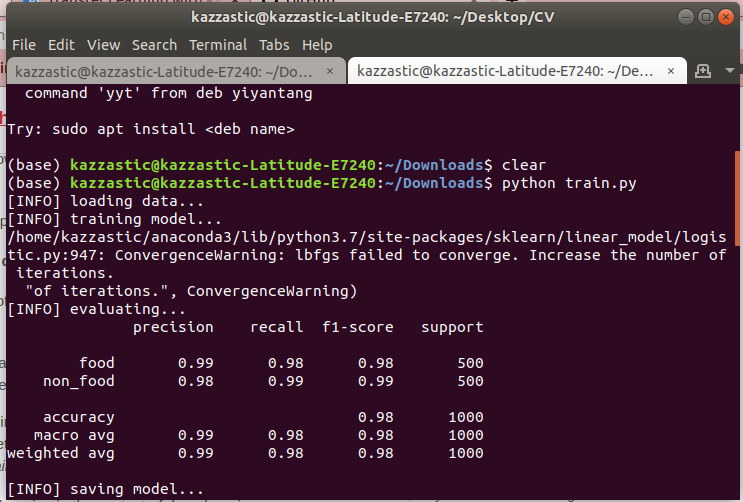 kazzastic@kazzastic-Latitude-E7240: ~/Desktop/CV
File Edit View Search Terminal Tabs Help
kazzastic@kazzastic-Latitude-E7240: ~/Do... × kazzastic@kazzastic-Latitude-E7240: ~/De... ×
command 'yyt' from deb yiyantang
Try: sudo apt install <deb name>
(base) kazzastic@kazzastic-Latitude-E7240:~/Downloads$ clear
(base) kazzastic@kazzastic-Latitude-E7240:~/Downloads$ python train.py
[INFO] loading data...
[INFO] training model...
/home/kazzastic/anaconda3/lib/python3.7/site-packages/sklearn/linear_model/logis
tic.py:947: ConvergenceWarning: lbfgs failed to converge. Increase the number of
iterations.
"of iterations.", ConvergenceWarning)
[INFO] evaluating...
precision recall f1-score support
food 0.99 0.98 0.98 500
non_food 0.98 0.99 0.99 500
accuracy 0.98 1000
macro avg 0.99 0.98 0.98 1000
weighted avg 0.99 0.98 0.98 1000
[INFO] saving model...